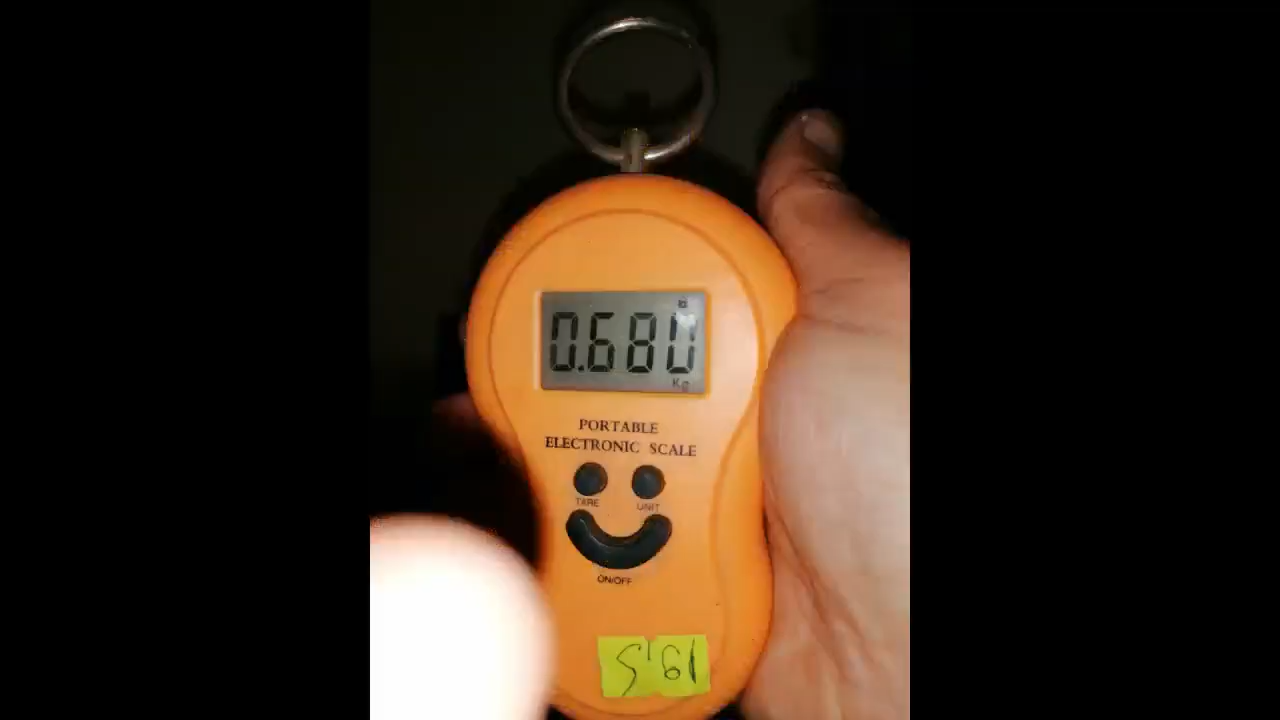 0.680
Kg
PORTABLE
ELECTRONIC SCALE
TARE UNIT
ON/OFF
19.5